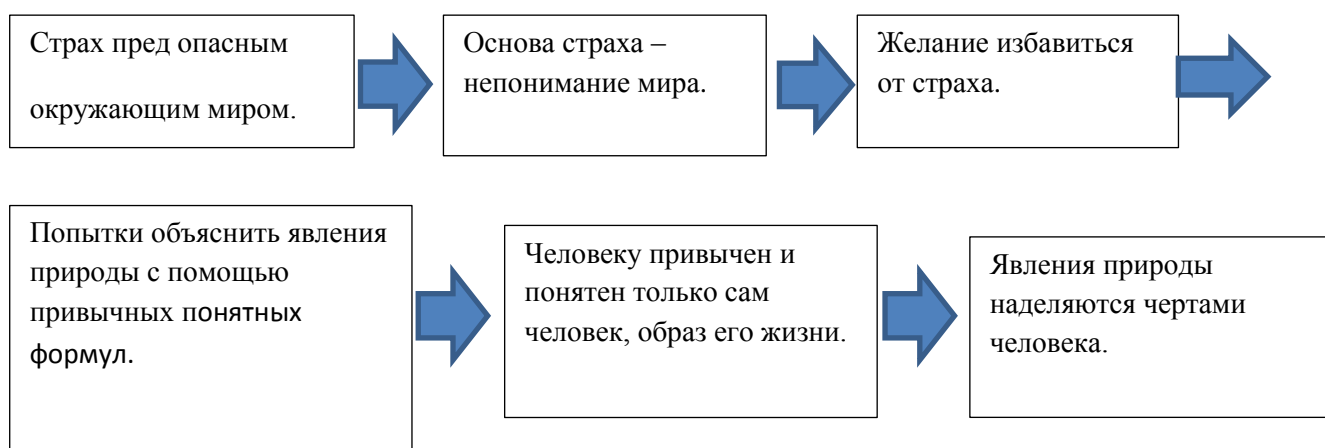 Страх пред опасным
окружающим миром.
Основа страха –
непонимание мира.
Желание избавиться
от страха.
Попытки объяснить явления
природы с помощью
привычных понятных
формул.
Человеку привычен и
понятен только сам
человек, образ его жизни.
Явления природы
наделяются чертами
человека.